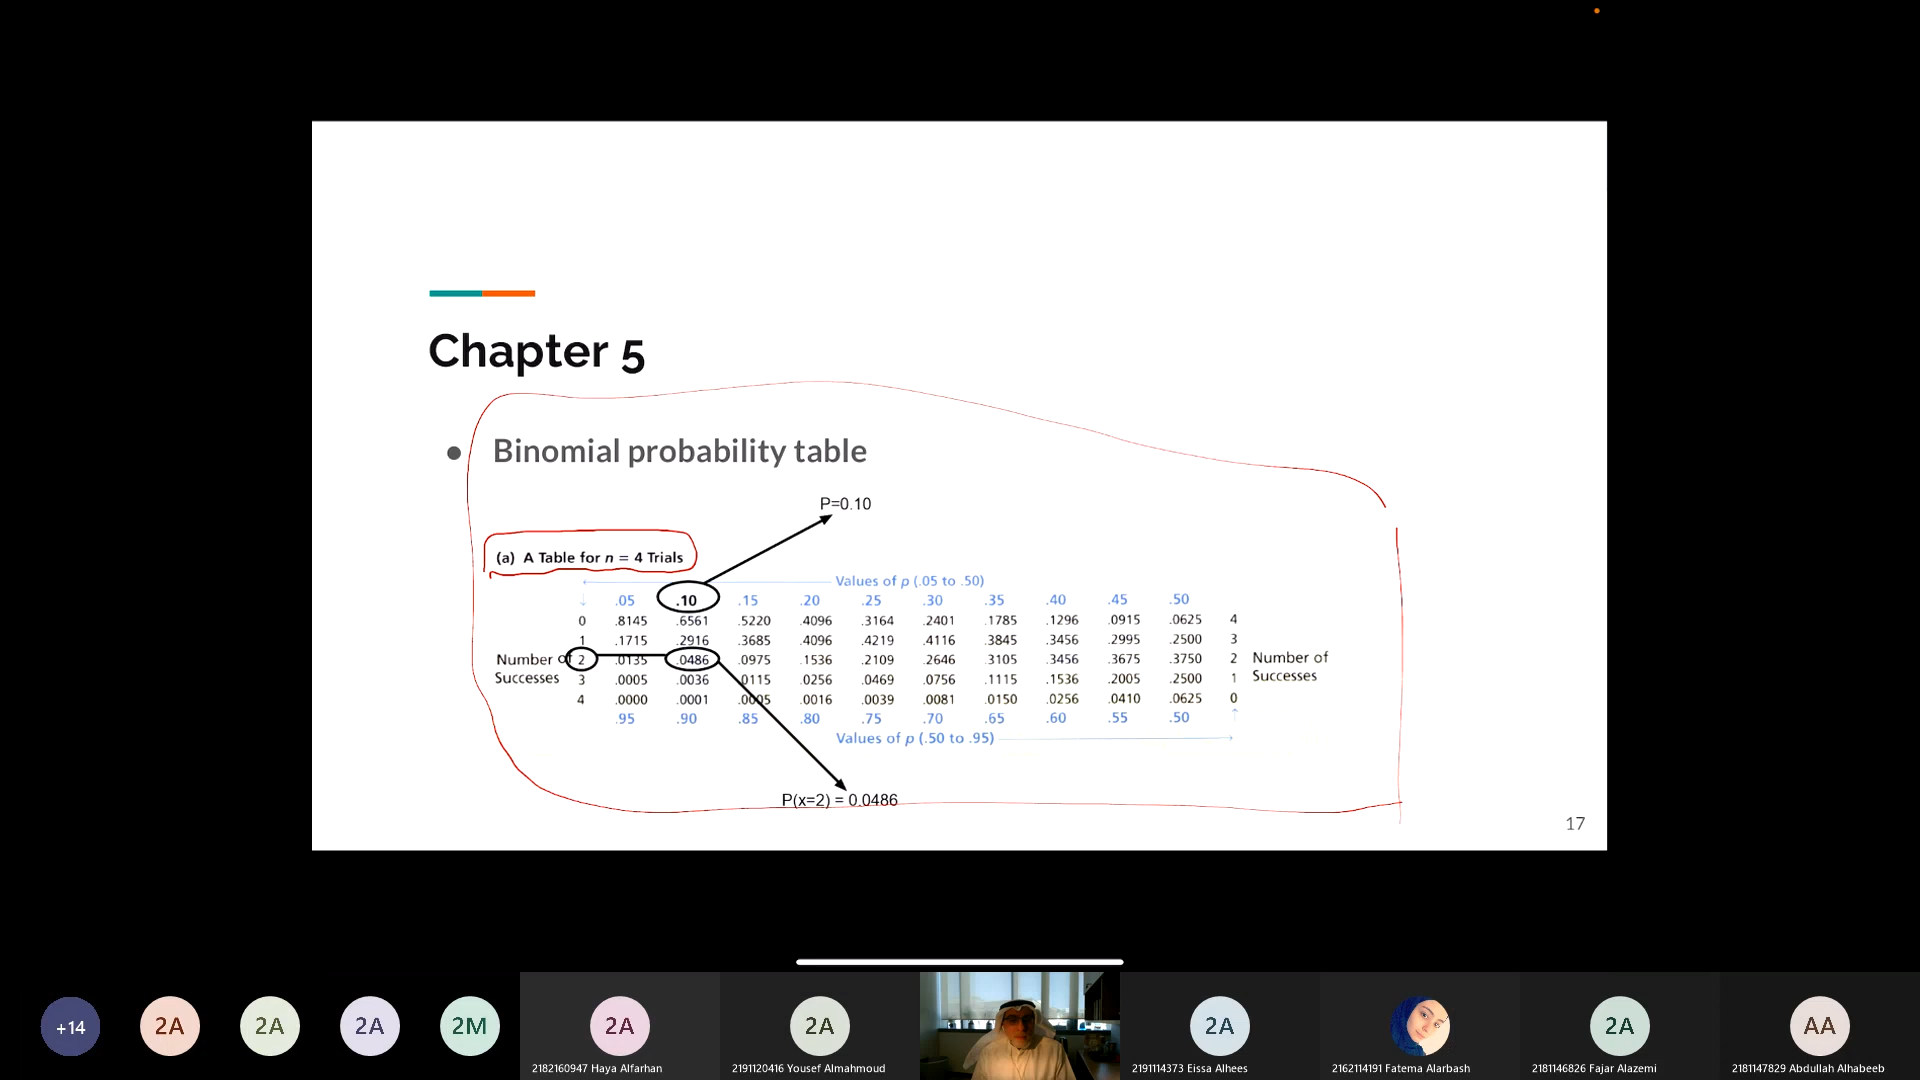 Chapter 5
● Binomial probability table
P=0.10
(a) A Table for n = 4 Trials
Values of p (.05 to .50)
↓ .05 .10 .15 .20 .25 .30 .35 .40 .45 .50
0 .8145 .6561 .5220 .4096 .3164 .2401 .1785 .1296 .0915 .0625 4
1 .1715 .2916 .3685 .4096 .4219 .4116 .3845 .3456 .2995 .2500 3
Number of 2 .0135 .0486 .0975 .1536 .2109 .2646 .3105 .3456 .3675 .3750 2 Number of
Successes 3 .0005 .0036 .0115 .0256 .0469 .0756 .1115 .1536 .2005 .2500 1 Successes
4 .0000 .0001 .0005 .0016 .0039 .0081 .0150 .0256 .0410 .0625 0
.95 .90 .85 .80 .75 .70 .65 .60 .55 .50 ↑
Values of p (.50 to .95)
P(x=2) = 0.0486
17
+14 2A 2A 2A 2M 2A 2A 2A 2A AA
2182160947 Haya Alfarhan 2191120416 Yousef Almahmoud 2191114373 Eissa Alhees 2162114191 Fatema Alarbash 2181146826 Fajar Alazemi 2181147829 Abdullah Alhabeeb